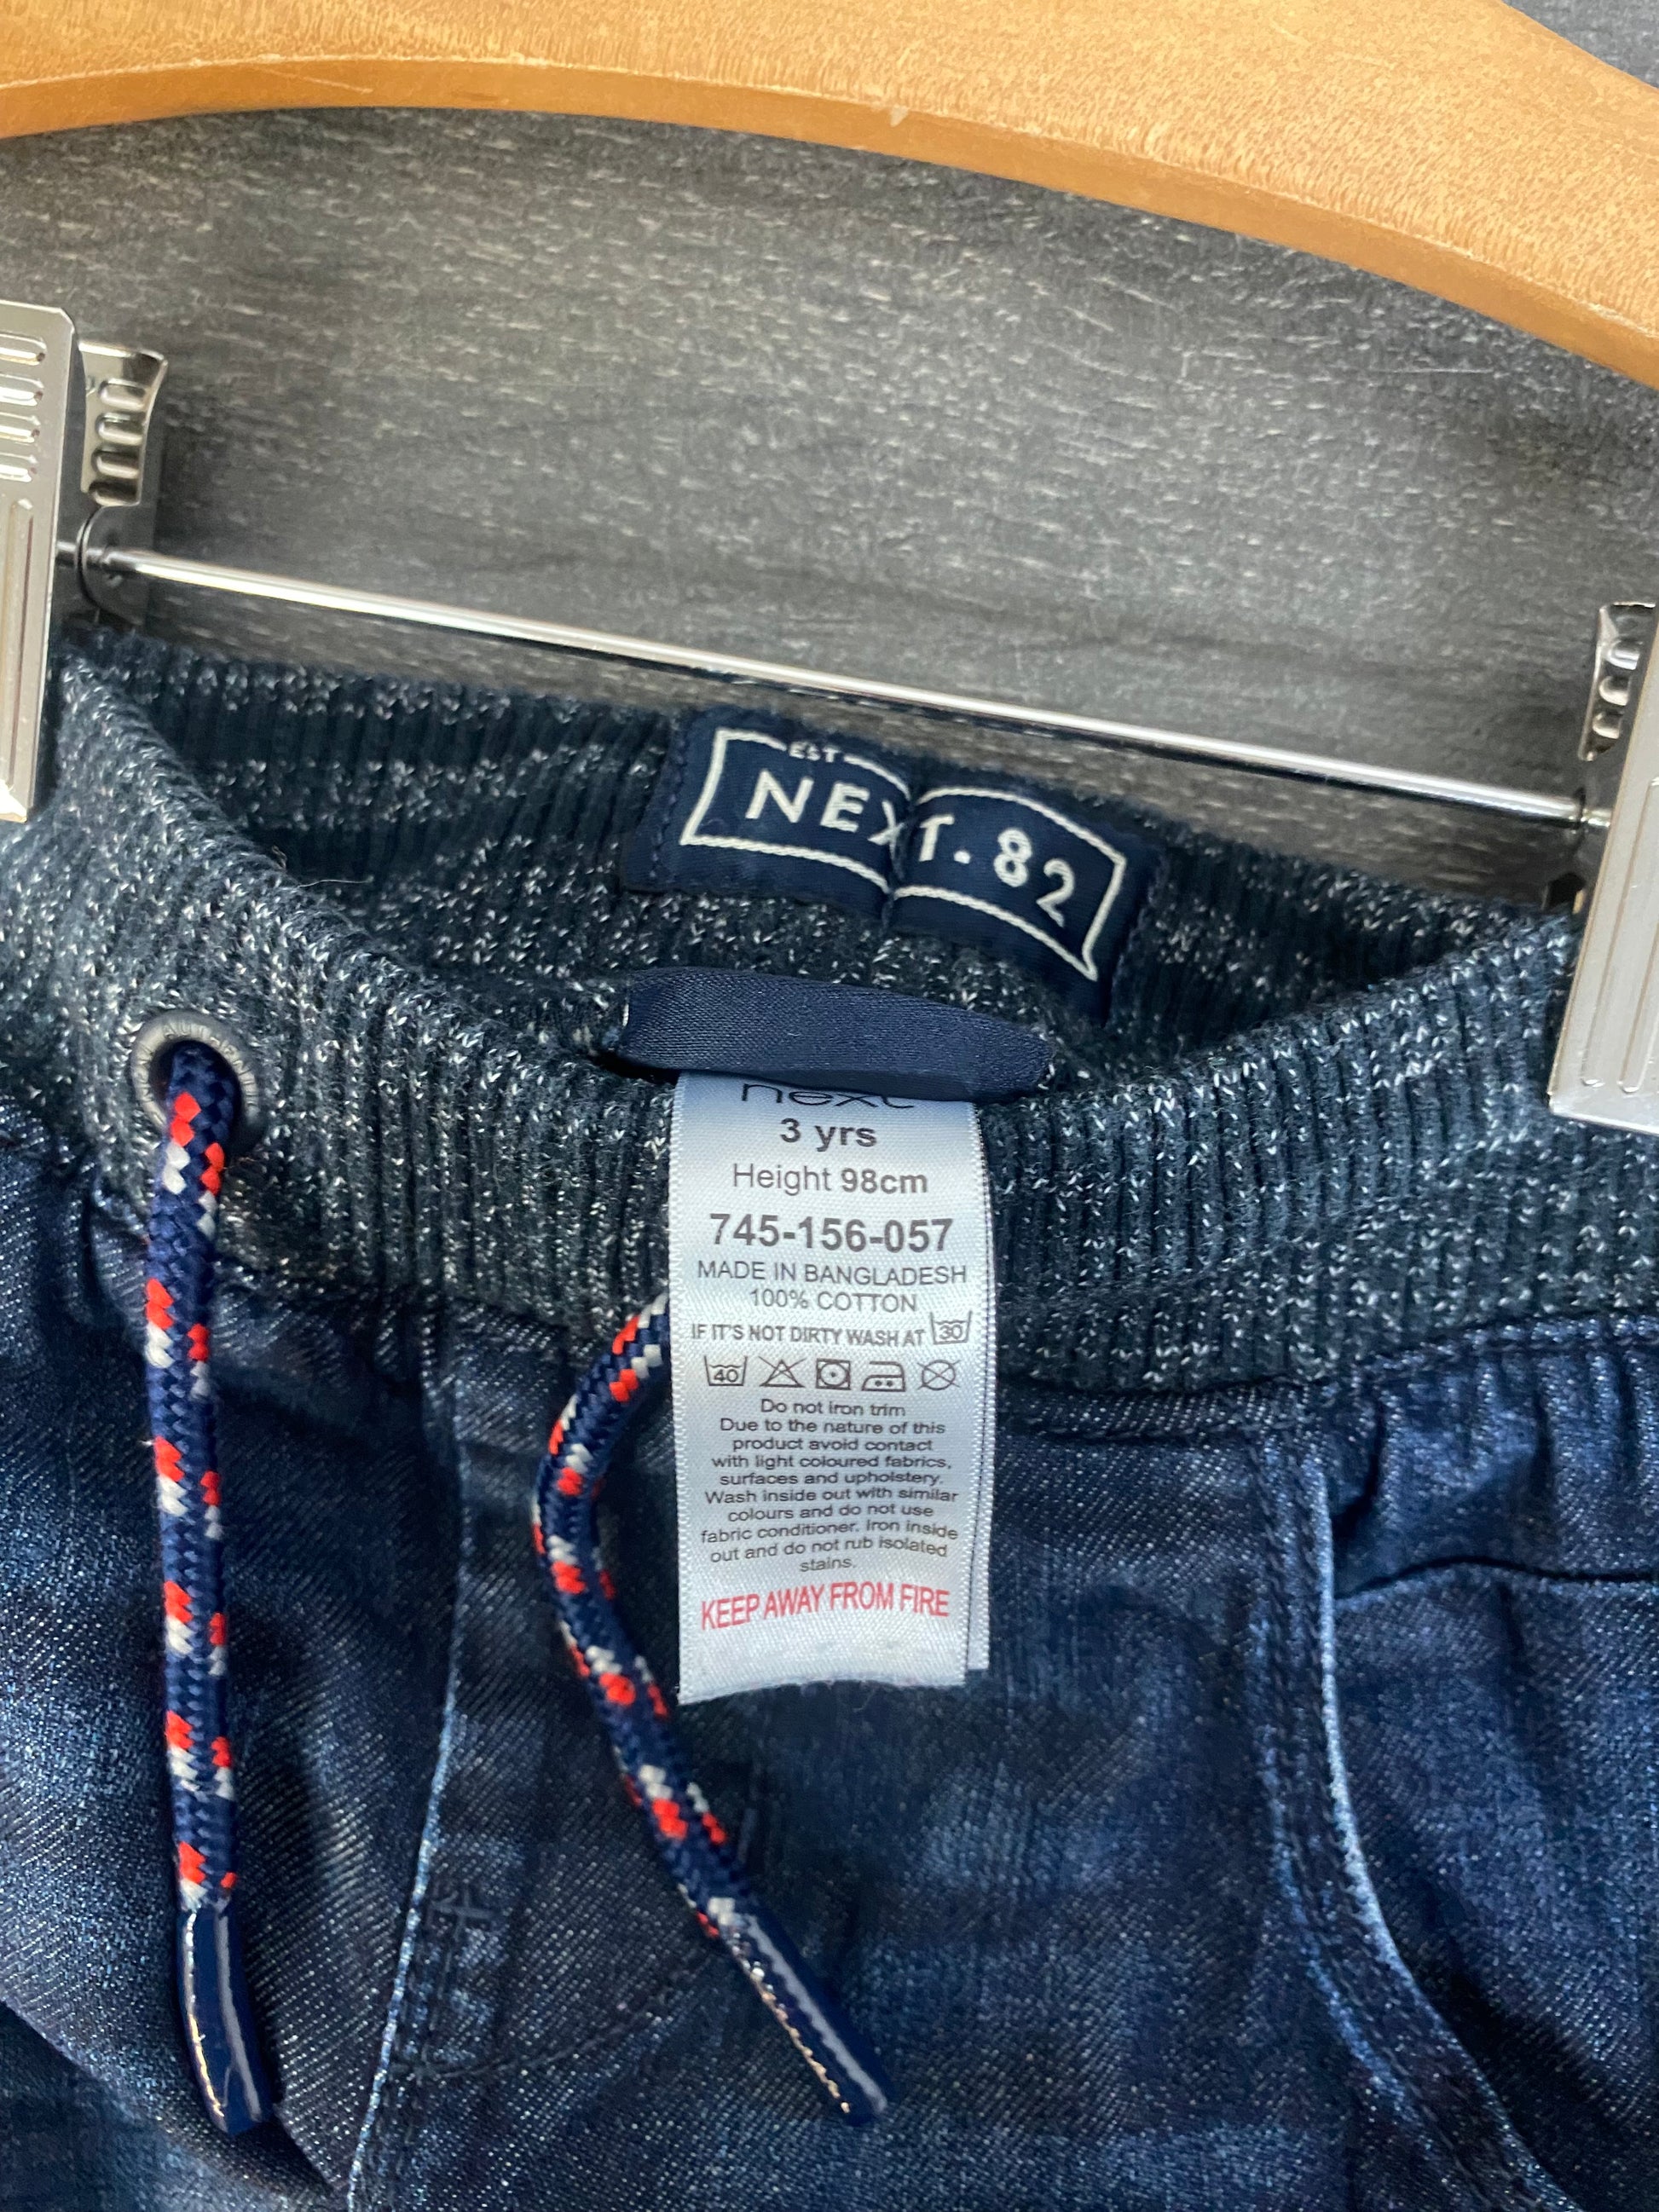 EST
NEXT.82
next
3 yrs
Height 98cm
745-156-057
MADE IN BANGLADESH
100% COTTON
IF IT'S NOT DIRTY WASH AT 30
40
Do not iron trim
Due to the nature of this
product avoid contact
with light coloured fabrics,
surfaces and upholstery.
Wash inside out with similar
colours and do not use
fabric conditioner. Iron inside
out and do not rub isolated
stains.
KEEP AWAY FROM FIRE